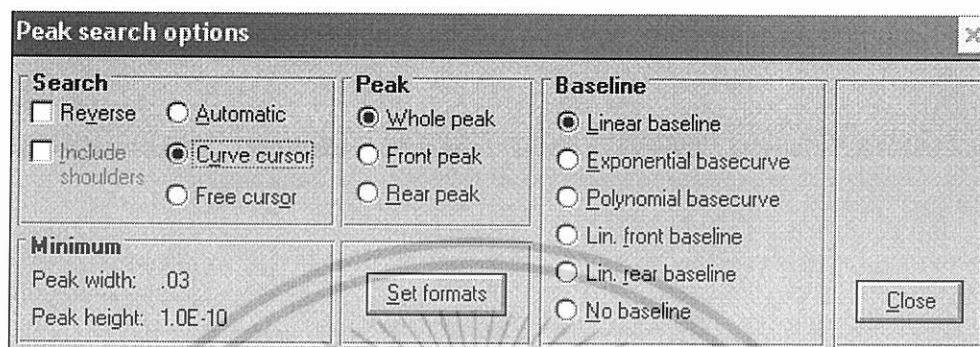 Peak search options
Search
Reverse
Automatic
Include
shoulders
Curve cursor
Free cursor
Peak
Whole peak
Front peak
Rear peak
Baseline
Linear baseline
Exponential basecurve
Polynomial basecurve
Lin. front baseline
Lin. rear baseline
No baseline
Minimum
Peak width: .03
Peak height: 1.0E-10
Set formats
Close